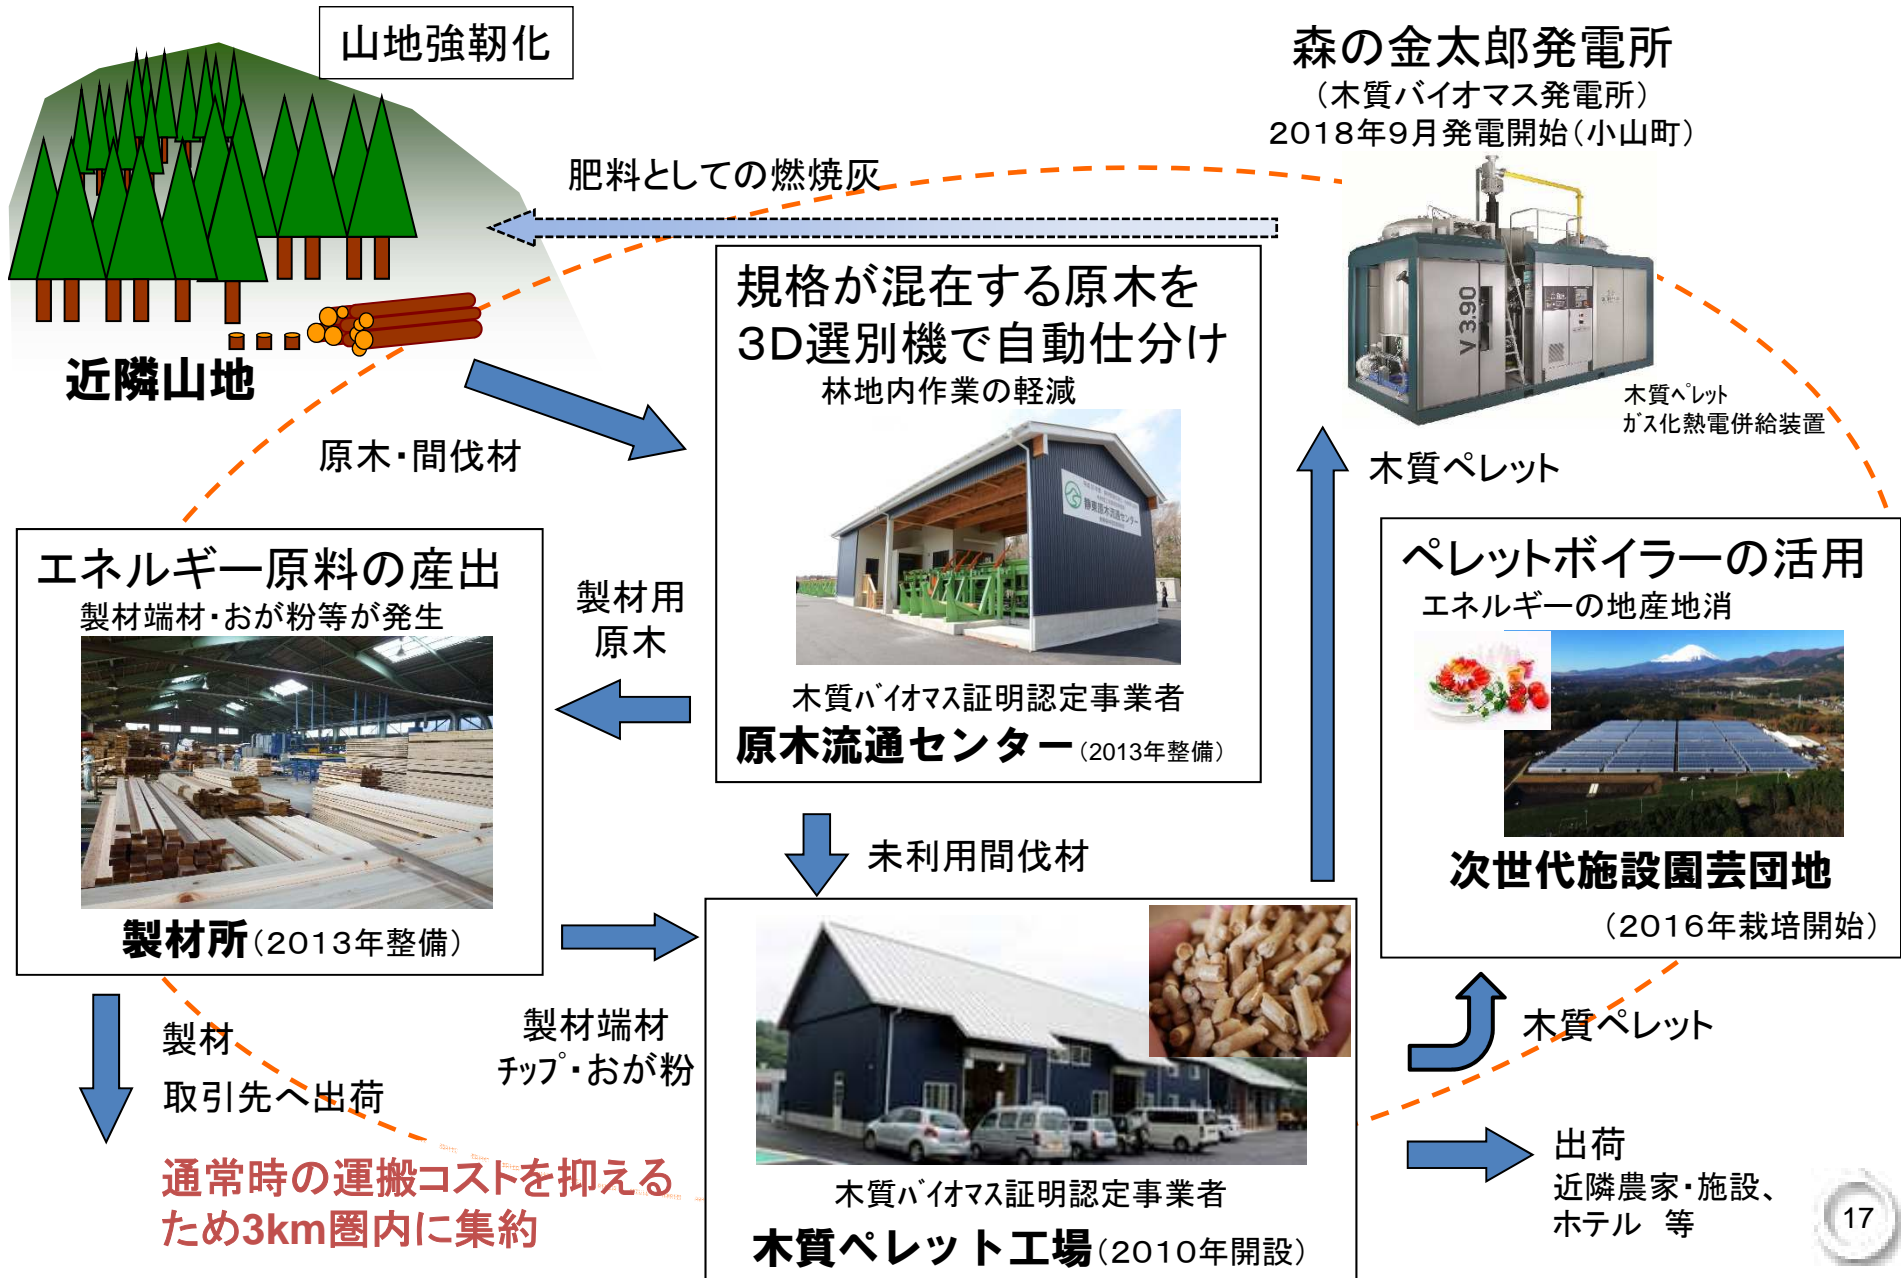 山地強靭化
森の金太郎発電所
（木質バイオマス発電所）
2018年9月発電開始（小山町）
肥料としての燃焼灰
V 3.90
木質ペレット
ガス化熱電併給装置
近隣山地
原木・間伐材
規格が混在する原木を
3D選別機で自動仕分け
林地内作業の軽減
静東原木流通センター
木質バイオマス証明認定事業者
原木流通センター（2013年整備）
エネルギー原料の産出
製材端材・おが粉等が発生
製材所（2013年整備）
製材用
原木
木質ペレット
ペレットボイラーの活用
エネルギーの地産地消
次世代施設園芸団地
（2016年栽培開始）
未利用間伐材
製材
取引先へ出荷
製材端材
チップ・おが粉
木質ペレット
出荷
近隣農家・施設、
ホテル 等
通常時の運搬コストを抑える
ため3km圏内に集約
木質バイオマス証明認定事業者
木質ペレット工場（2010年開設）
17